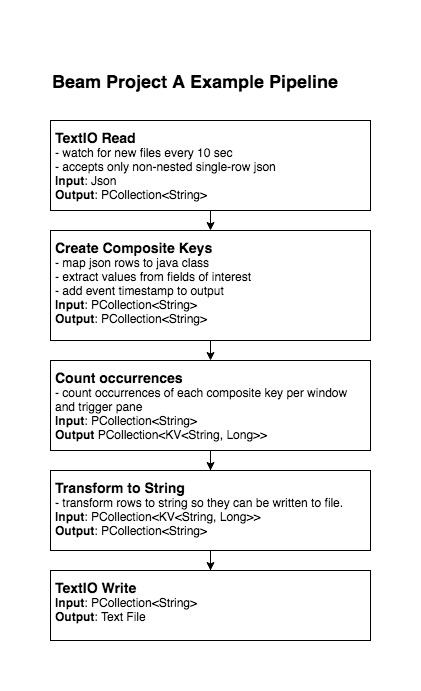 Beam Project A Example Pipeline
TextIO Read
- watch for new files every 10 sec
- accepts only non-nested single-row json
Input: Json
Output: PCollection<String>
Create Composite Keys
- map json rows to java class
- extract values from fields of interest
- add event timestamp to output
Input: PCollection<String>
Output: PCollection<String>
Count occurrences
- count occurrences of each composite key per window
and trigger pane
Input: PCollection<String>
Output PCollection<KV<String, Long>>
Transform to String
- transform rows to string so they can be written to file.
Input: PCollection<KV<String, Long>>
Output: PCollection<String>
TextIO Write
Input: PCollection<String>
Output: Text File